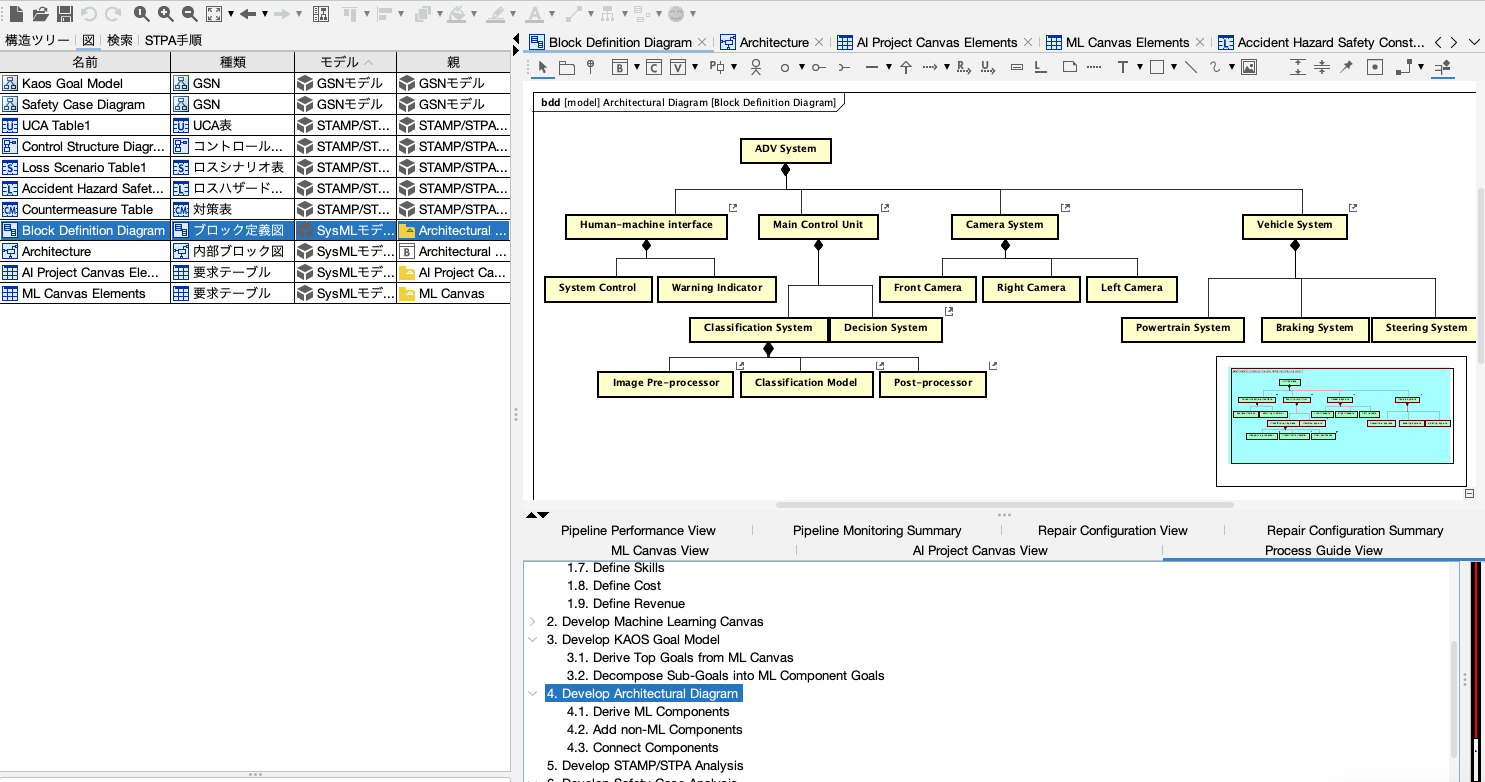 構造ツリー 図 検索 STPA手順
名前 種類 モデル 親
Kaos Goal Model GSN GSNモデル GSNモデル
Safety Case Diagram GSN GSNモデル GSNモデル
UCA Table1 UCA表 STAMP/ST... STAMP/STPA...
Control Structure Diagr... コントロール... STAMP/ST... STAMP/STPA...
Loss Scenario Table1 ロスシナリオ表 STAMP/ST... STAMP/STPA...
Accident Hazard Safet... ロスハザード... STAMP/ST... STAMP/STPA...
Countermeasure Table 対策表 STAMP/ST... STAMP/STPA...
Block Definition Diagram ブロック定義図 SysMLモデ... Architectural ...
Architecture 内部ブロック図 SysMLモデ... Architectural ...
AI Project Canvas Ele... 要求テーブル SysMLモデ... AI Project Ca...
ML Canvas Elements 要求テーブル SysMLモデ... ML Canvas
Block Definition Diagram Architecture AI Project Canvas Elements ML Canvas Elements Accident Hazard Safety Const...
bdd [model] Architectural Diagram [Block Definition Diagram]
ADV System
Human-machine interface Main Control Unit Camera System Vehicle System
System Control Warning Indicator Front Camera Right Camera Left Camera
Classification System Decision System Powertrain System Braking System Steering System
Image Pre-processor Classification Model Post-processor
Pipeline Performance View Pipeline Monitoring Summary Repair Configuration View Repair Configuration Summary
ML Canvas View AI Project Canvas View Process Guide View
1.7. Define Skills
1.8. Define Cost
1.9. Define Revenue
2. Develop Machine Learning Canvas
3. Develop KAOS Goal Model
3.1. Derive Top Goals from ML Canvas
3.2. Decompose Sub-Goals into ML Component Goals
4. Develop Architectural Diagram
4.1. Derive ML Components
4.2. Add non-ML Components
4.3. Connect Components
5. Develop STAMP/STPA Analysis
6. Develop Safety Case Analysis